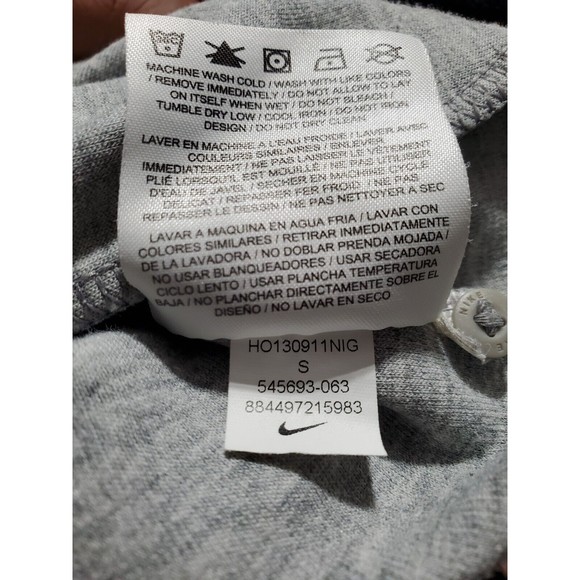 30C
MACHINE WASH COLD / WASH WITH LIKE COLORS
/ REMOVE IMMEDIATELY / DO NOT ALLOW TO LAY
ON ITSELF WHEN WET / DO NOT BLEACH /
TUMBLE DRY LOW / COOL IRON / DO NOT IRON
DESIGN / DO NOT DRY CLEAN
LAVER EN MACHINE A L'EAU FROIDE / LAVER AVEC
COULEURS SIMILAIRES / ENLEVER
IMMEDIATEMENT / NE PAS LAISSER LE VÊTEMENT
PLIÉ LORSQU'IL EST MOUILLÉ / NE PAS UTILISER
D'EAU DE JAVEL / SECHER EN MACHINE CYCLE
DELICAT / REPASSER FER FROID / NE PAS
REPASSER LE DESSIN / NE PAS NETTOYER A SEC
LAVAR A MAQUINA EN AGUA FRIA / LAVAR CON
COLORES SIMILARES / RETIRAR INMEDIATAMENTE
DE LA LAVADORA / NO DOBLAR PRENDA MOJADA /
NO USAR BLANQUEADORES / USAR SECADORA
CICLO LENTO / USAR PLANCHA TEMPERATURA
BAJA / NO PLANCHAR DIRECTAMENTE SOBRE EL
DISEÑO / NO LAVAR EN SECO
HO130911NIG
S
545693-063
884497215983
NIKE